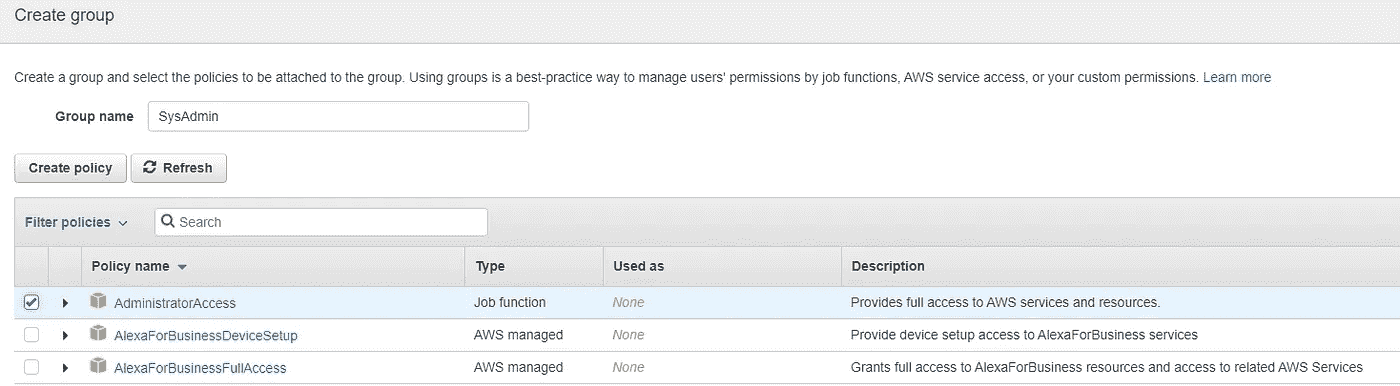 Create group
Create a group and select the policies to be attached to the group. Using groups is a best-practice way to manage users' permissions by job functions, AWS service access, or your custom permissions. Learn more
Group name SysAdmin
Create policy Refresh
Filter policies Search
Policy name Type Used as Description
AdministratorAccess Job function None Provides full access to AWS services and resources.
AlexaForBusinessDeviceSetup AWS managed None Provide device setup access to AlexaForBusiness services
AlexaForBusinessFullAccess AWS managed None Grants full access to AlexaForBusiness resources and access to related AWS Services